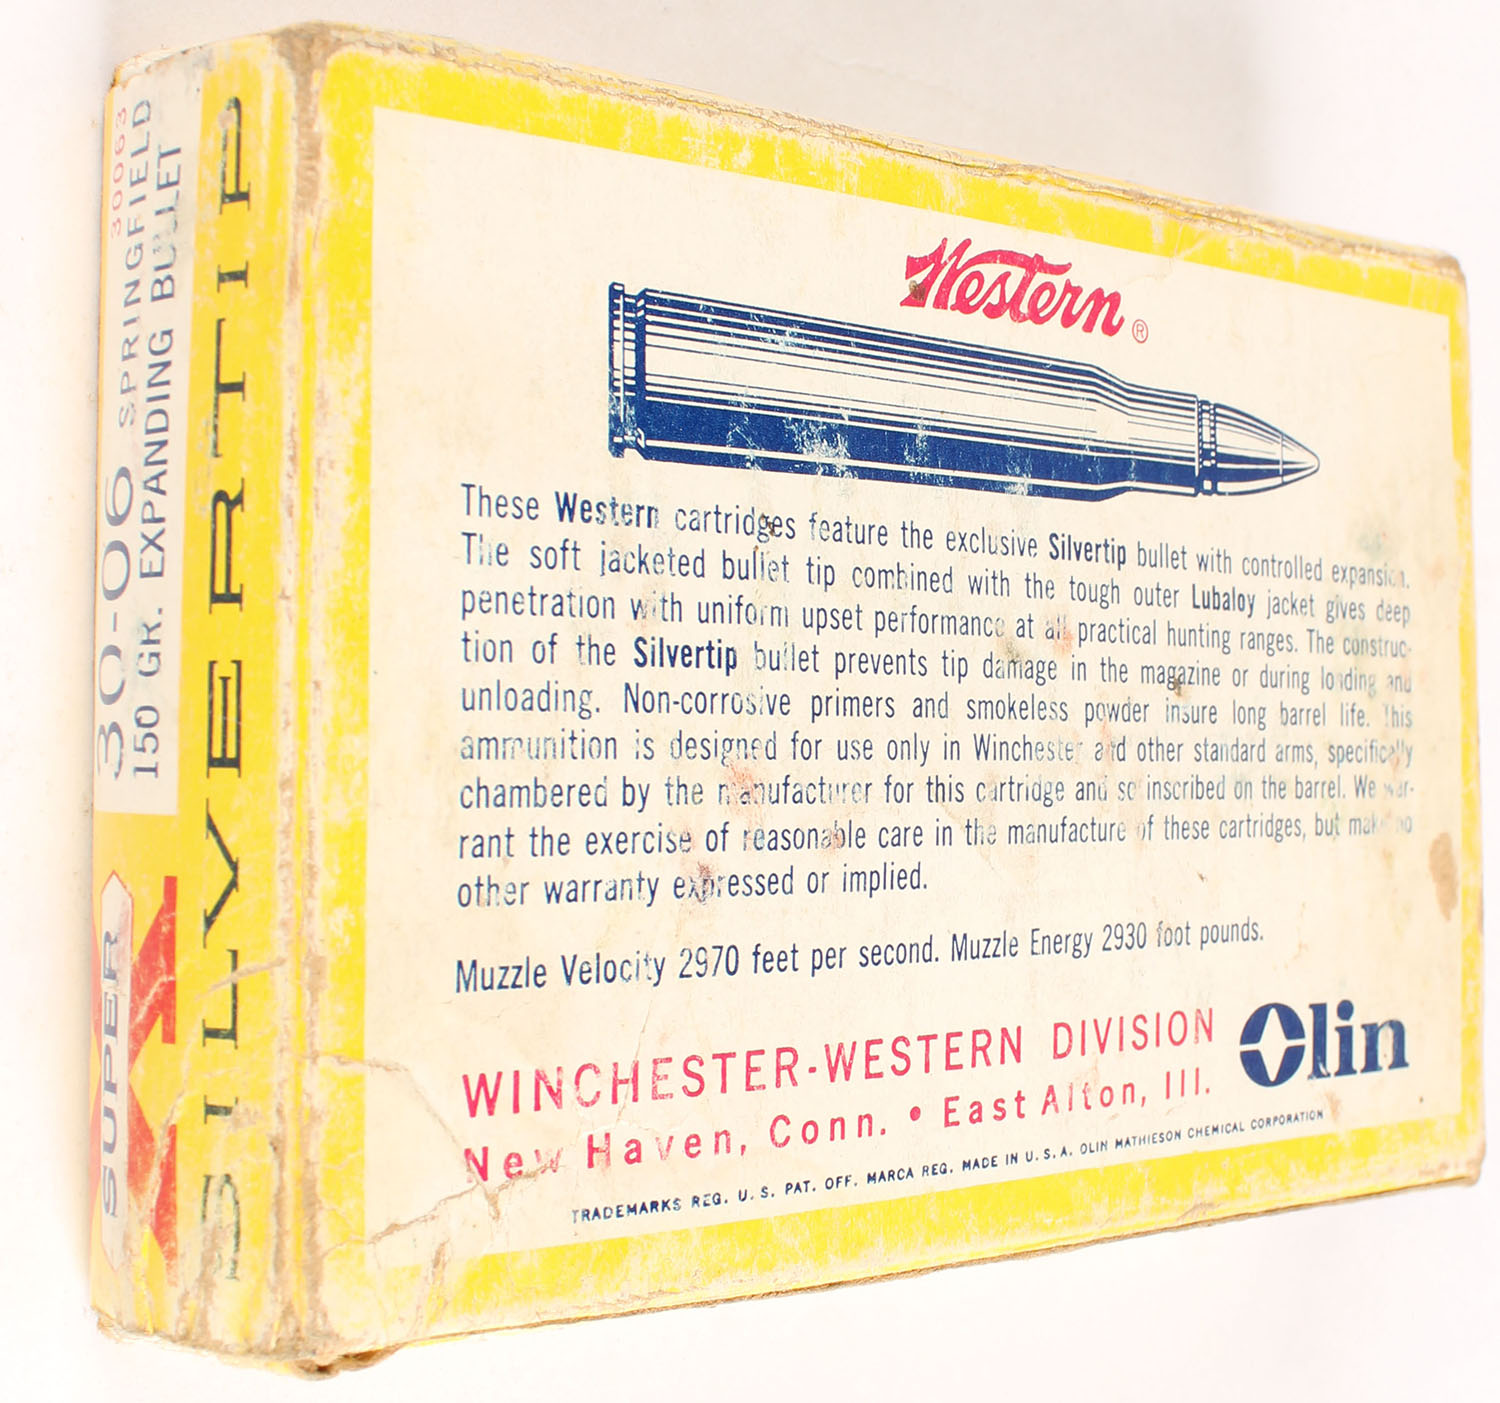 30063
30-06 SPRINGFIELD
150 GR. EXPANDING BULLET
SUPER X
SILVERTIP
Western ®
These Western cartridges feature the exclusive Silvertip bullet with controlled expansion.
The soft jacketed bullet tip combined with the tough outer Lubaloy jacket gives deep
penetration with uniform upset performance at all practical hunting ranges. The construc-
tion of the Silvertip bullet prevents tip damage in the magazine or during loading and
unloading. Non-corrosive primers and smokeless powder insure long barrel life. This
ammunition is designed for use only in Winchester and other standard arms, specifically
chambered by the manufacturer for this cartridge and so inscribed on the barrel. We war-
rant the exercise of reasonable care in the manufacture of these cartridges, but make no
other warranty expressed or implied.
Muzzle Velocity 2970 feet per second. Muzzle Energy 2930 foot pounds.
WINCHESTER-WESTERN DIVISION
New Haven, Conn. • East Alton, Ill.
Olin
TRADEMARKS REG. U. S. PAT. OFF. MARCA REG. MADE IN U. S. A. OLIN MATHIESON CHEMICAL CORPORATION